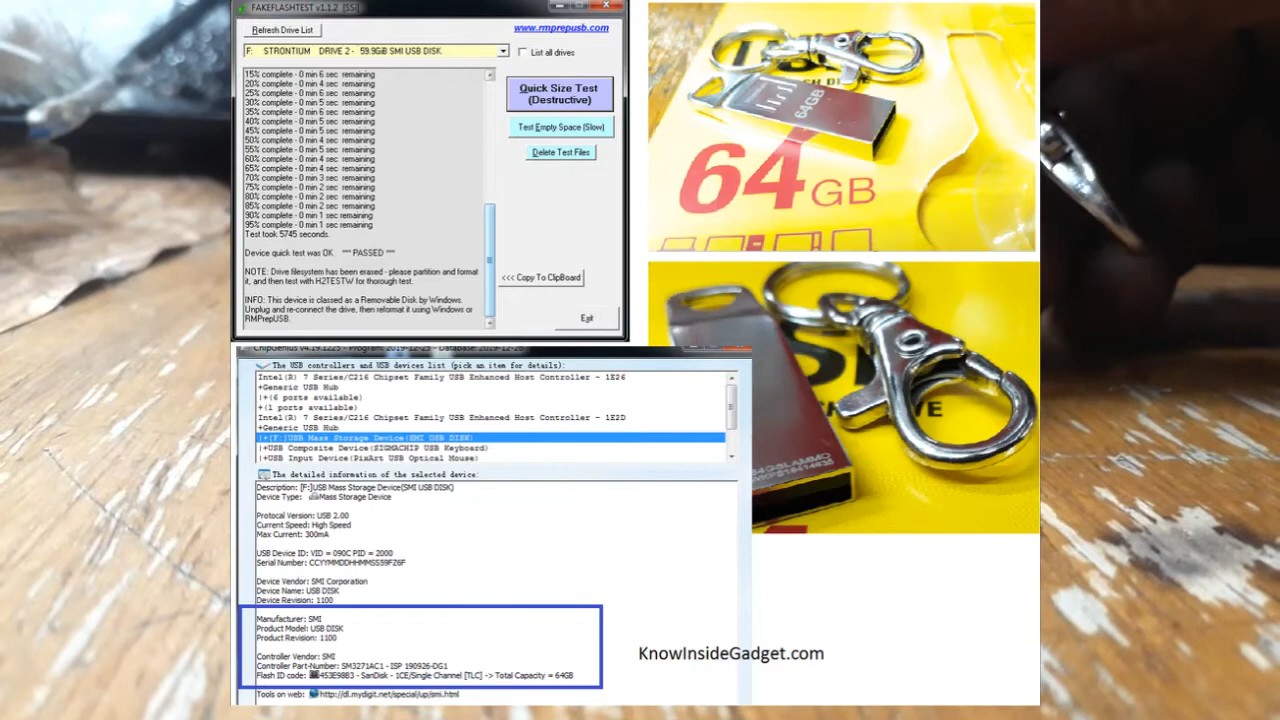 FAKEFLASHTEST v1.1.2 [SSi]
Refresh Drive List
www.rmprepusb.com
F: STRONTIUM DRIVE 2 - 59.9GiB SMI USB DISK
List all drives
15% complete - 0 min 6 sec remaining
20% complete - 0 min 4 sec remaining
25% complete - 0 min 6 sec remaining
30% complete - 0 min 5 sec remaining
35% complete - 0 min 6 sec remaining
40% complete - 0 min 5 sec remaining
45% complete - 0 min 5 sec remaining
50% complete - 0 min 4 sec remaining
55% complete - 0 min 5 sec remaining
60% complete - 0 min 4 sec remaining
65% complete - 0 min 4 sec remaining
70% complete - 0 min 3 sec remaining
75% complete - 0 min 2 sec remaining
80% complete - 0 min 2 sec remaining
85% complete - 0 min 2 sec remaining
90% complete - 0 min 1 sec remaining
95% complete - 0 min 1 sec remaining
Test took 5745 seconds.
Device quick test was OK *** PASSED ***
NOTE: Drive filesystem has been erased - please partition and format
it, and then test with H2TESTW for thorough test.
INFO: This device is classed as a Removable Disk by Windows.
Unplug and re-connect the drive, then reformat it using Windows or
RMPrepUSB.
Quick Size Test
(Destructive)
Test Empty Space (Slow)
Delete Test Files
<<< Copy To ClipBoard
Exit
64GB
64GB
ChipGenius v4.19.1225 - Program: 2019-12-25 - Database: 2019-12-20
The USB controllers and USB devices list (pick an item for details):
Intel(R) 7 Series/C216 Chipset Family USB Enhanced Host Controller - 1E26
+Generic USB Hub
|+(6 ports available)
+(1 ports available)
Intel(R) 7 Series/C216 Chipset Family USB Enhanced Host Controller - 1E2D
+Generic USB Hub
|+[F:]USB Mass Storage Device(SMI USB DISK)
|+USB Composite Device(SIGMACHIP USB Keyboard)
|+USB Input Device(PixArt USB Optical Mouse)
The detailed information of the selected device:
Description: [F:]USB Mass Storage Device(SMI USB DISK)
Device Type: Mass Storage Device
Protocal Version: USB 2.00
Current Speed: High Speed
Max Current: 300mA
USB Device ID: VID = 090C PID = 2000
Serial Number: CCYYMMDDHHMMSS59FZ6F
Device Vendor: SMI Corporation
Device Name: USB DISK
Device Revision: 1100
Manufacturer: SMI
Product Model: USB DISK
Product Revision: 1100
Controller Vendor: SMI
Controller Part-Number: SM3271AC1 - ISP 190926-DG1
Flash ID code: 453E98B3 - SanDisk - 1CE/Single Channel [TLC] -> Total Capacity = 64GB
Tools on web: http://dl.mydigit.net/special/up/smi.html
KnowInsideGadget.com